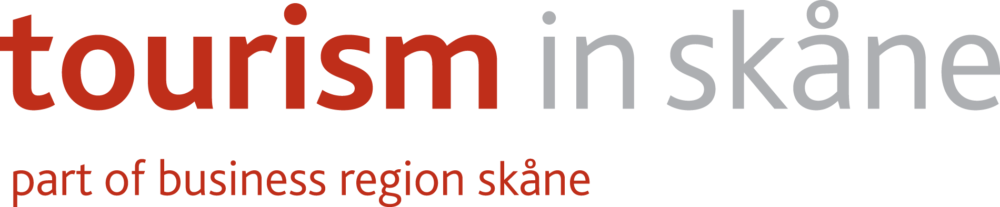 tourism in skåne
part of business region skåne